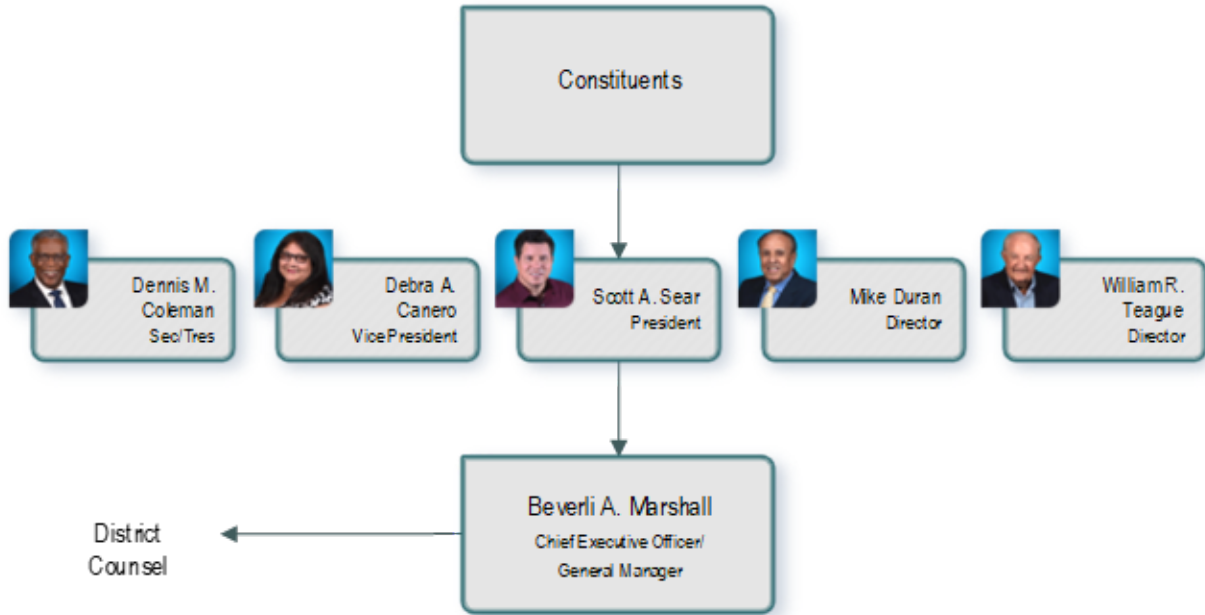 Constituents
Dennis M.
Coleman
Sec/Tres
Debra A.
Canero
Vice President
Scott A. Sear
President
Mike Duran
Director
William R.
Teague
Director
Beverli A. Marshall
Chief Executive Officer/
General Manager
District
Counsel